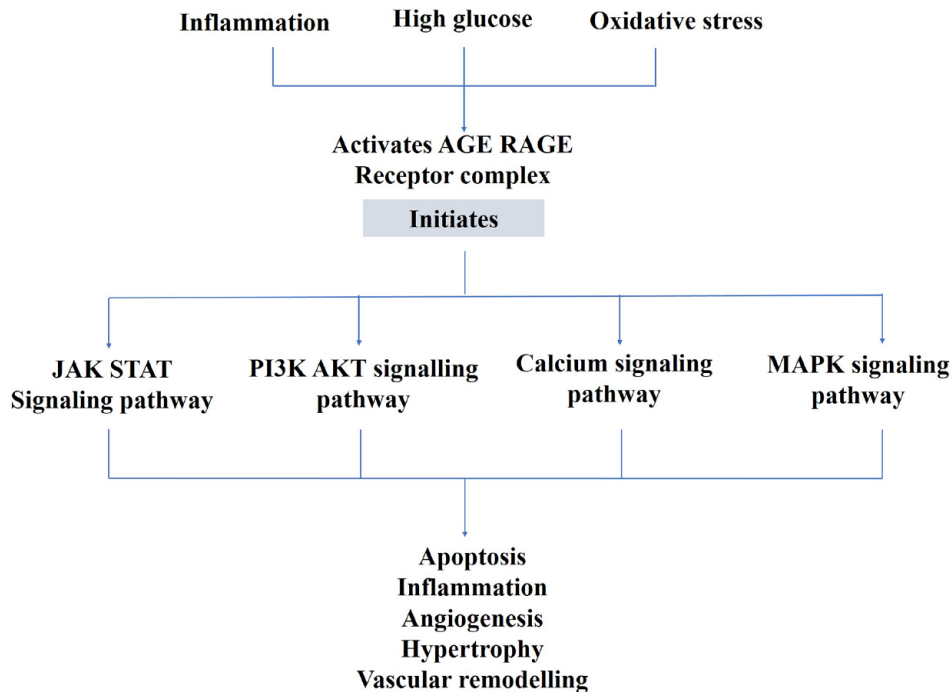 Inflammation
High glucose
Oxidative stress
Activates AGE RAGE
Receptor complex
Initiates
JAK STAT
Signaling pathway
PI3K AKT signalling
pathway
Calcium signaling
pathway
MAPK signaling
pathway
Apoptosis
Inflammation
Angiogenesis
Hypertrophy
Vascular remodelling